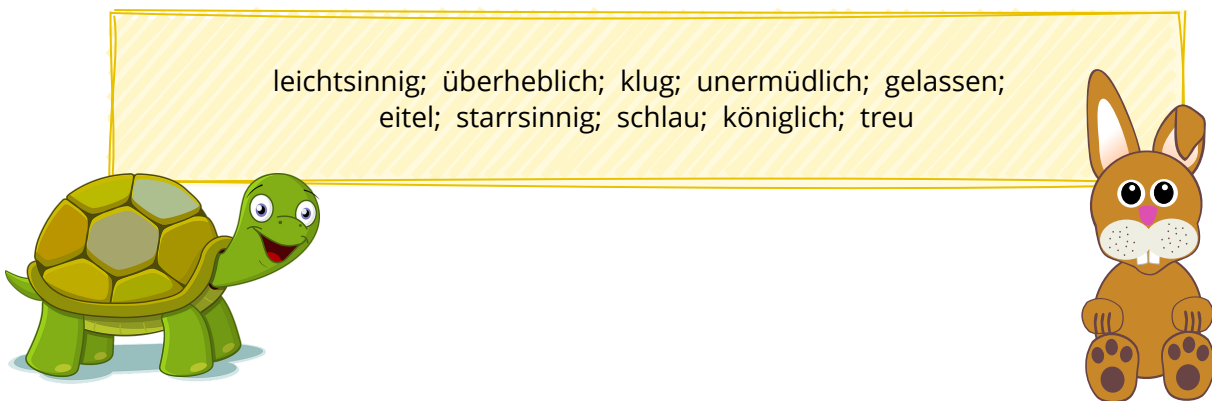 leichtsinnig; überheblich; klug; unermüdlich; gelassen;
eitel; starrsinnig; schlau; königlich; treu